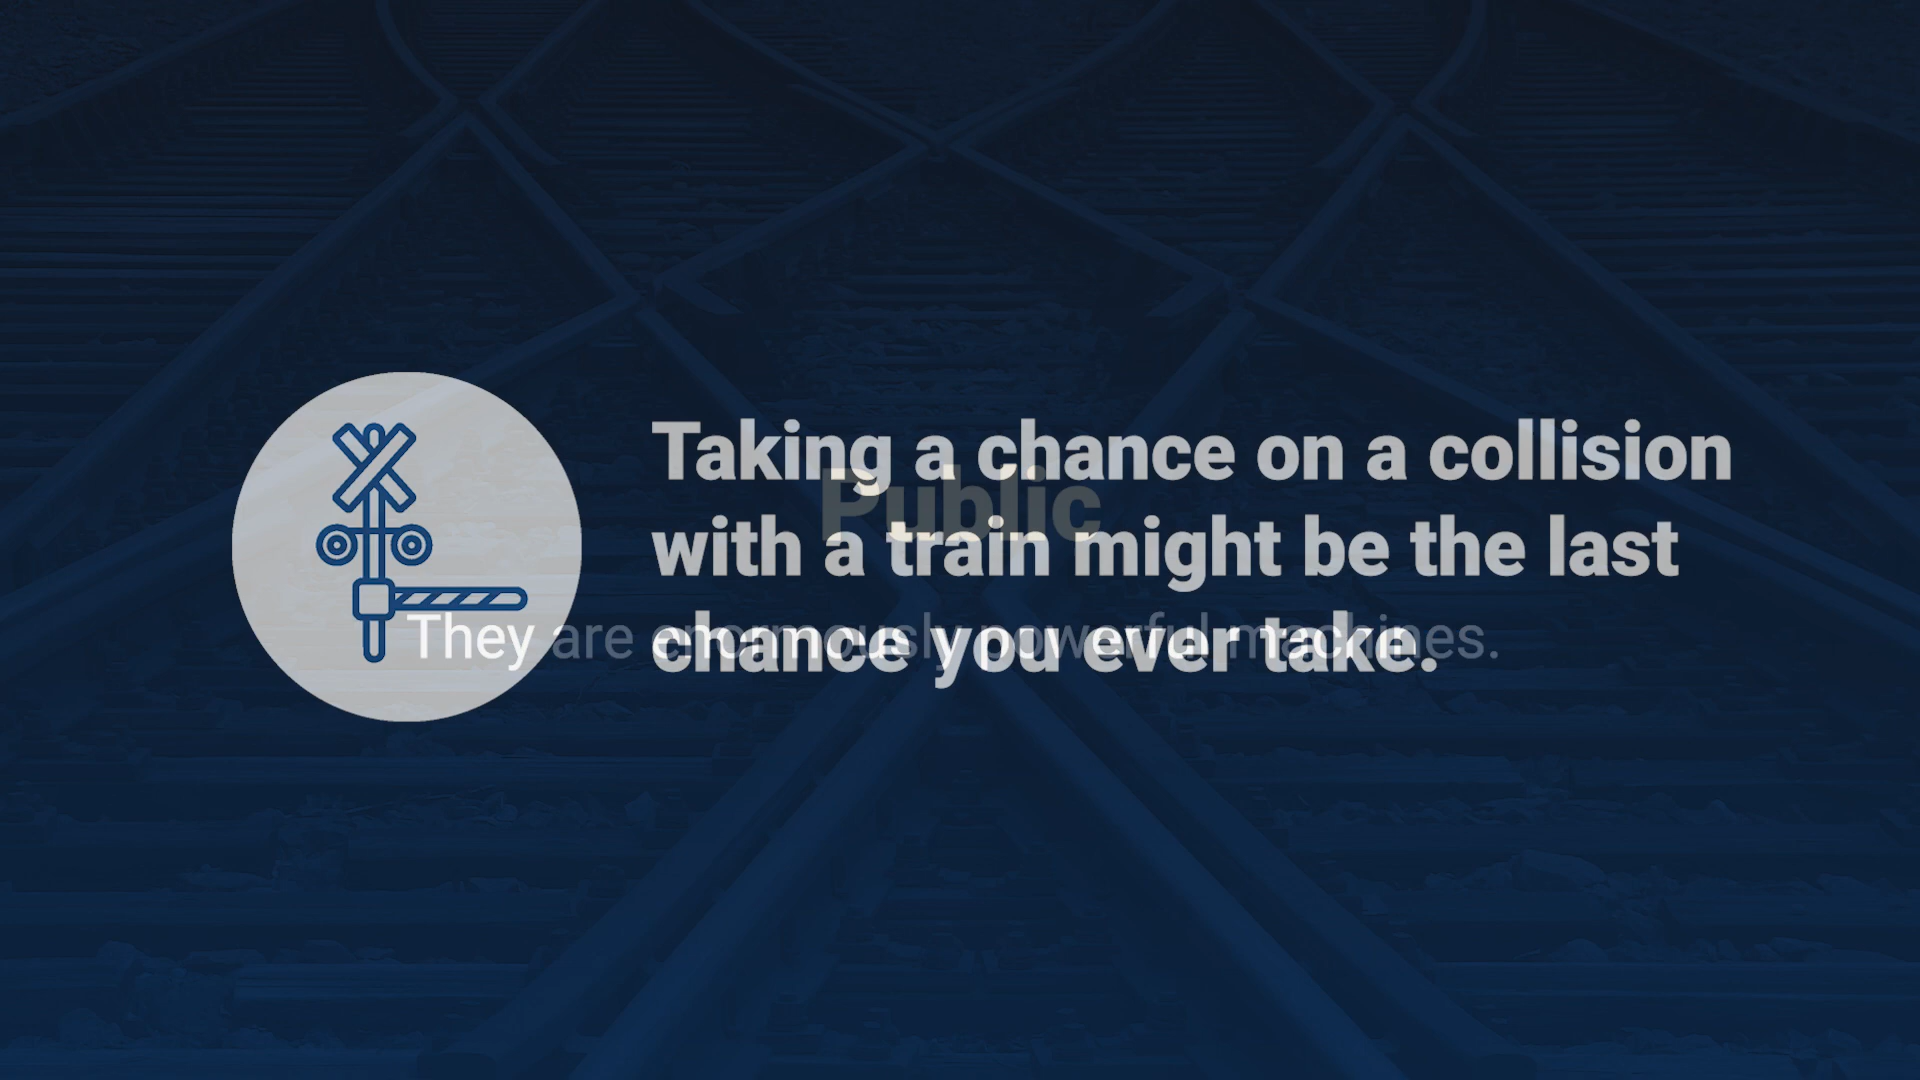 Taking a chance on a collision
Public
with a train might be the last
They are enormously powerful machines.
chance you ever take.